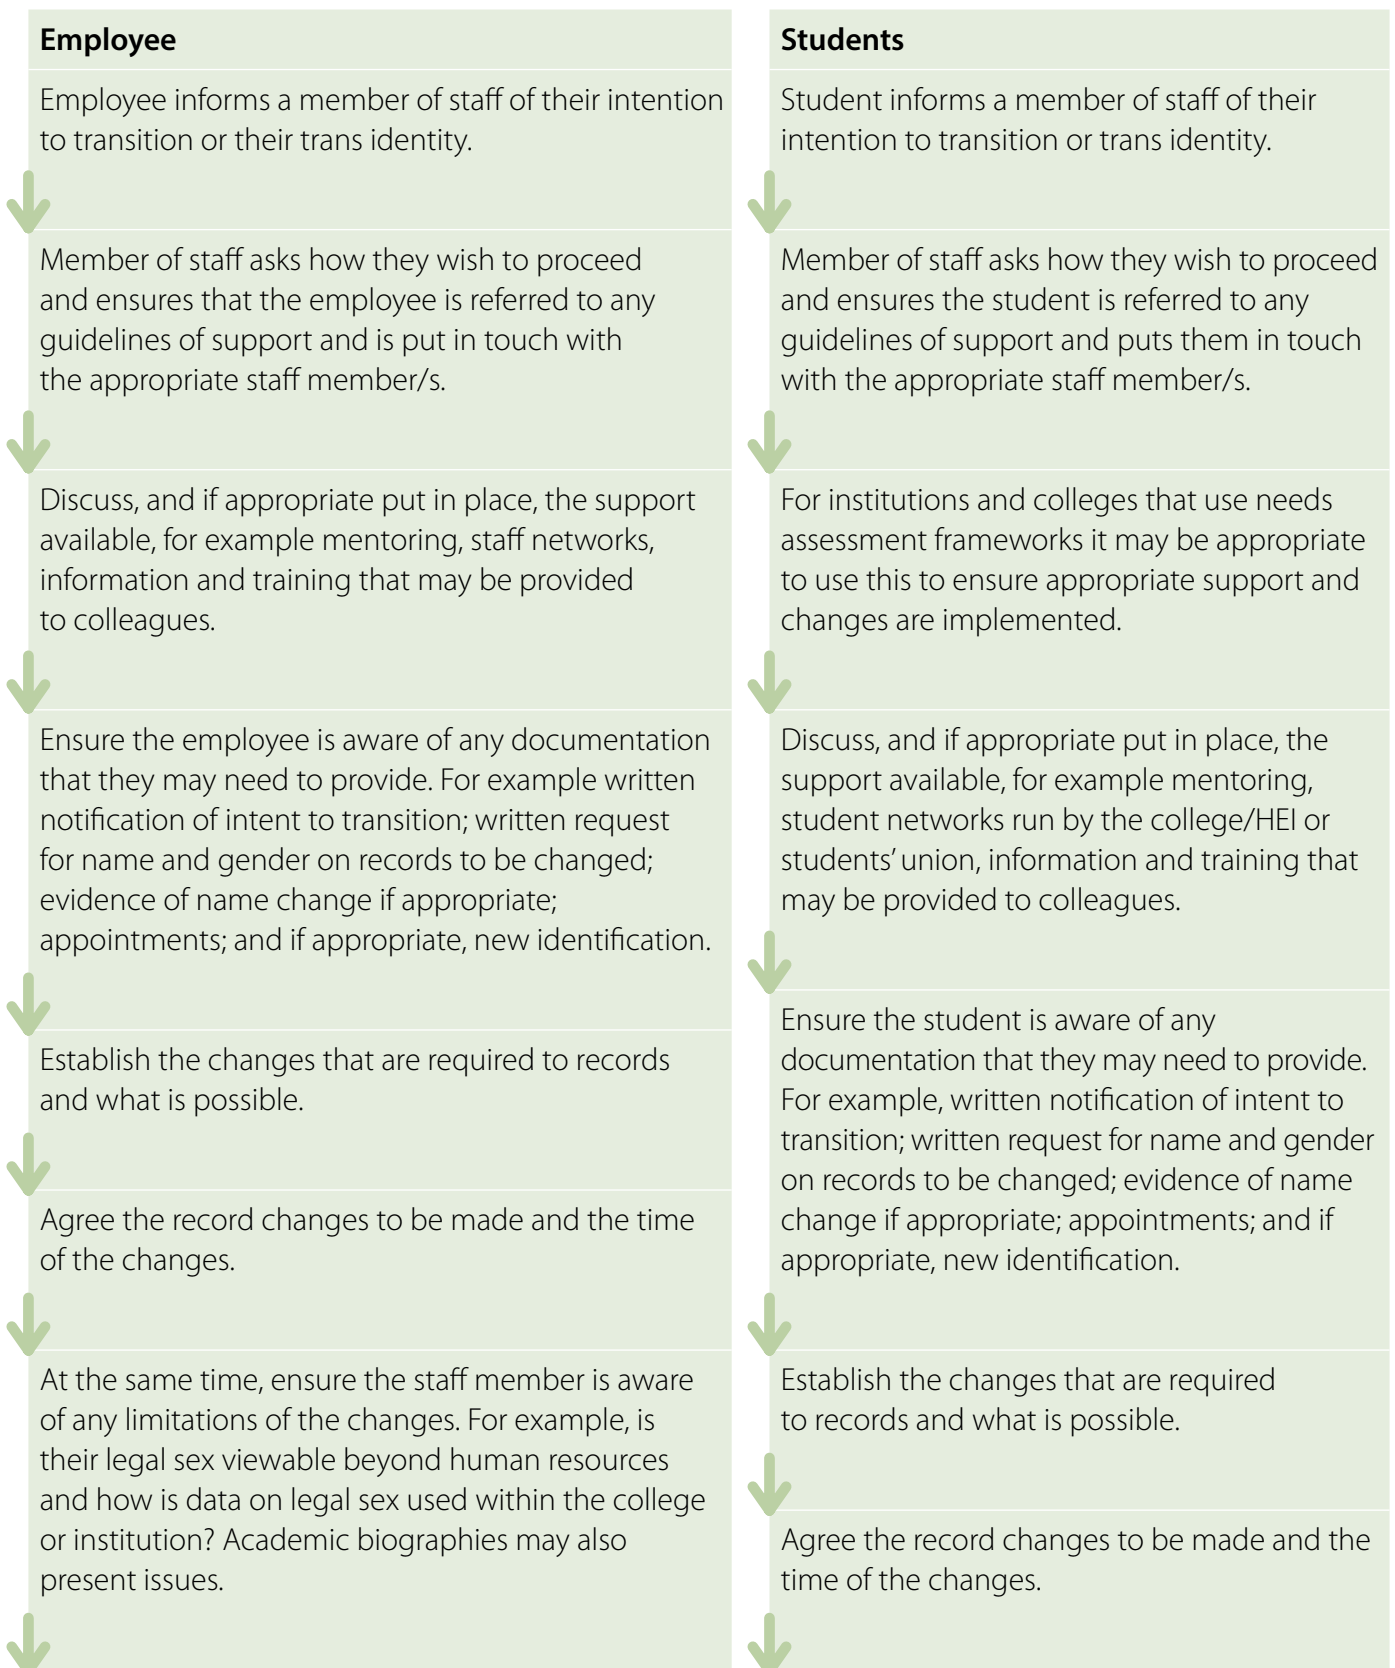 Employee
Employee informs a member of staff of their intention
to transition or their trans identity.
Member of staff asks how they wish to proceed
and ensures that the employee is referred to any
guidelines of support and is put in touch with
the appropriate staff member/s.
Discuss, and if appropriate put in place, the support
available, for example mentoring, staff networks,
information and training that may be provided
to colleagues.
Ensure the employee is aware of any documentation
that they may need to provide. For example written
notification of intent to transition; written request
for name and gender on records to be changed;
evidence of name change if appropriate;
appointments; and if appropriate, new identification.
Establish the changes that are required to records
and what is possible.
Agree the record changes to be made and the time
of the changes.
At the same time, ensure the staff member is aware
of any limitations of the changes. For example, is
their legal sex viewable beyond human resources
and how is data on legal sex used within the college
or institution? Academic biographies may also
present issues.
Students
Student informs a member of staff of their
intention to transition or trans identity.
Member of staff asks how they wish to proceed
and ensures the student is referred to any
guidelines of support and puts them in touch
with the appropriate staff member/s.
For institutions and colleges that use needs
assessment frameworks it may be appropriate
to use this to ensure appropriate support and
changes are implemented.
Discuss, and if appropriate put in place, the
support available, for example mentoring,
student networks run by the college/HEI or
students’ union, information and training that
may be provided to colleagues.
Ensure the student is aware of any
documentation that they may need to provide.
For example, written notification of intent to
transition; written request for name and gender
on records to be changed; evidence of name
change if appropriate; appointments; and if
appropriate, new identification.
Establish the changes that are required
to records and what is possible.
Agree the record changes to be made and the
time of the changes.